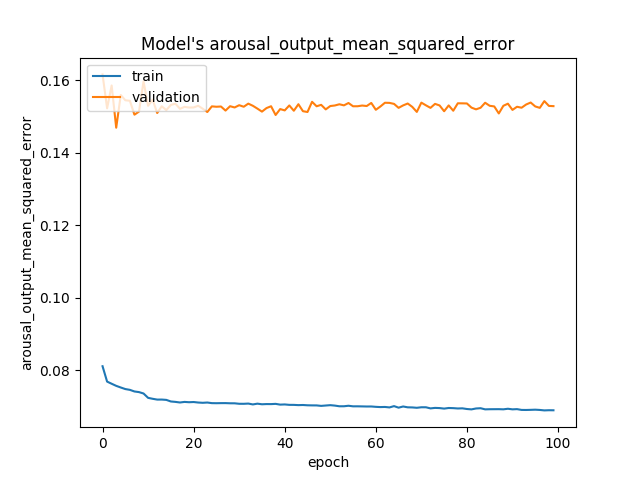 Model's arousal_output_mean_squared_error
train
validation
0.16
0.14
0.12
0.10
0.08
arousal_output_mean_squared_error
0
20
40
60
80
100
epoch